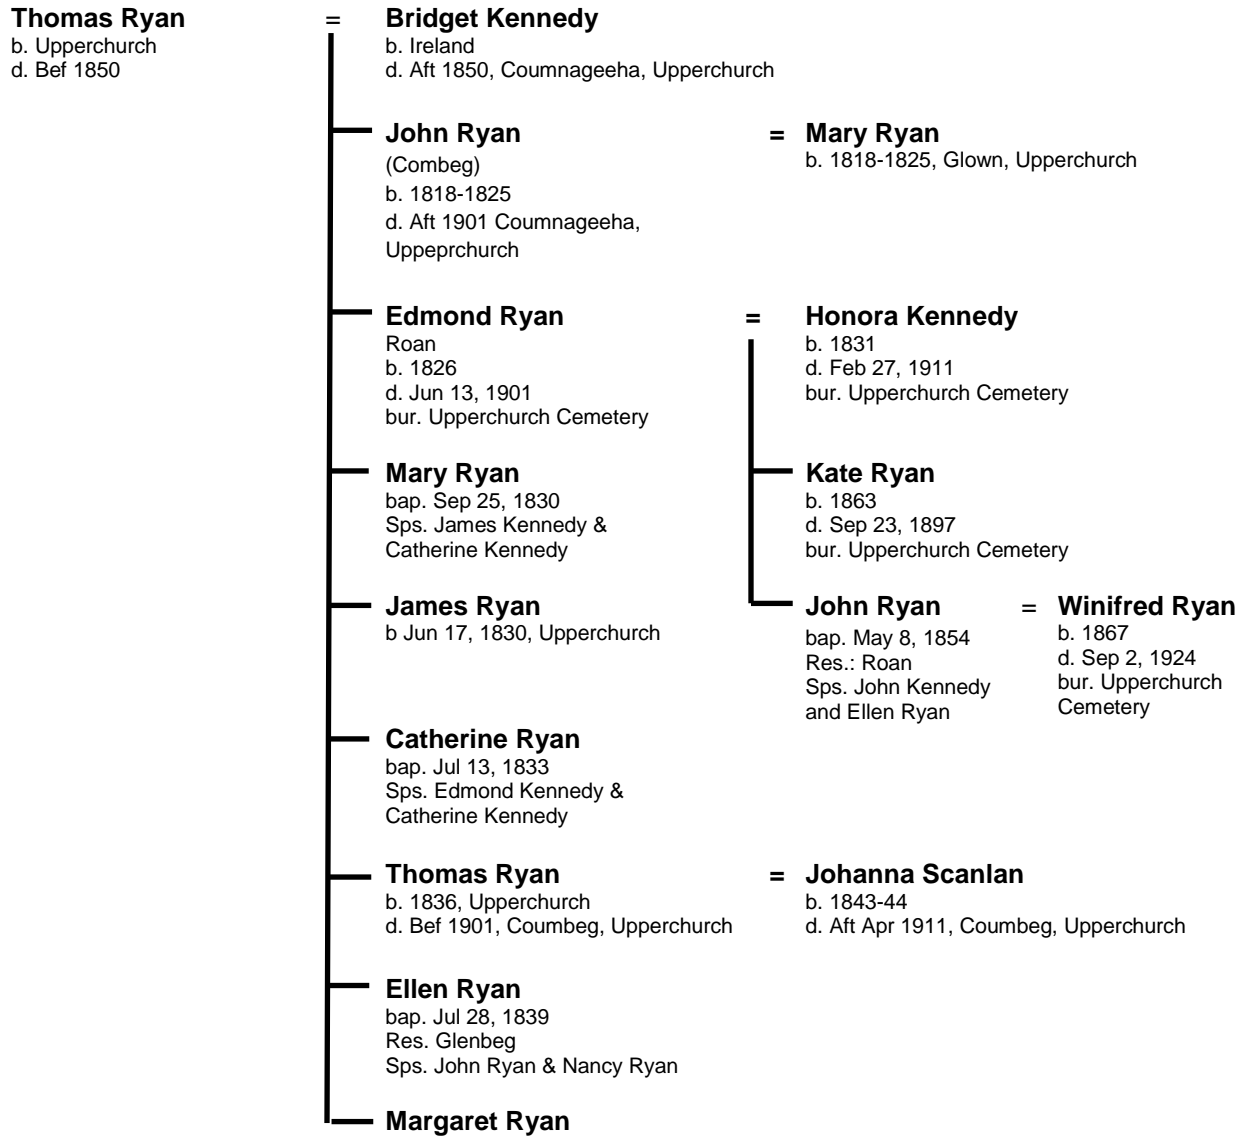 Thomas Ryan = Bridget Kennedy
b. Upperchurch
d. Bef 1850
b. Ireland
d. Aft 1850, Coumnageeha, Upperchurch
John Ryan = Mary Ryan
(Combeg)
b. 1818-1825
d. Aft 1901 Coumnageeha,
Uppeprchurch
b. 1818-1825, Glown, Upperchurch
Edmond Ryan = Honora Kennedy
Roan
b. 1826
d. Jun 13, 1901
bur. Upperchurch Cemetery
b. 1831
d. Feb 27, 1911
bur. Upperchurch Cemetery
Mary Ryan
bap. Sep 25, 1830
Sps. James Kennedy &
Catherine Kennedy
Kate Ryan
b. 1863
d. Sep 23, 1897
bur. Upperchurch Cemetery
James Ryan
b Jun 17, 1830, Upperchurch
John Ryan = Winifred Ryan
bap. May 8, 1854
Res.: Roan
Sps. John Kennedy
and Ellen Ryan
b. 1867
d. Sep 2, 1924
bur. Upperchurch
Cemetery
Catherine Ryan
bap. Jul 13, 1833
Sps. Edmond Kennedy &
Catherine Kennedy
Thomas Ryan = Johanna Scanlan
b. 1836, Upperchurch
d. Bef 1901, Coumbeg, Upperchurch
b. 1843-44
d. Aft Apr 1911, Coumbeg, Upperchurch
Ellen Ryan
bap. Jul 28, 1839
Res. Glenbeg
Sps. John Ryan & Nancy Ryan
Margaret Ryan